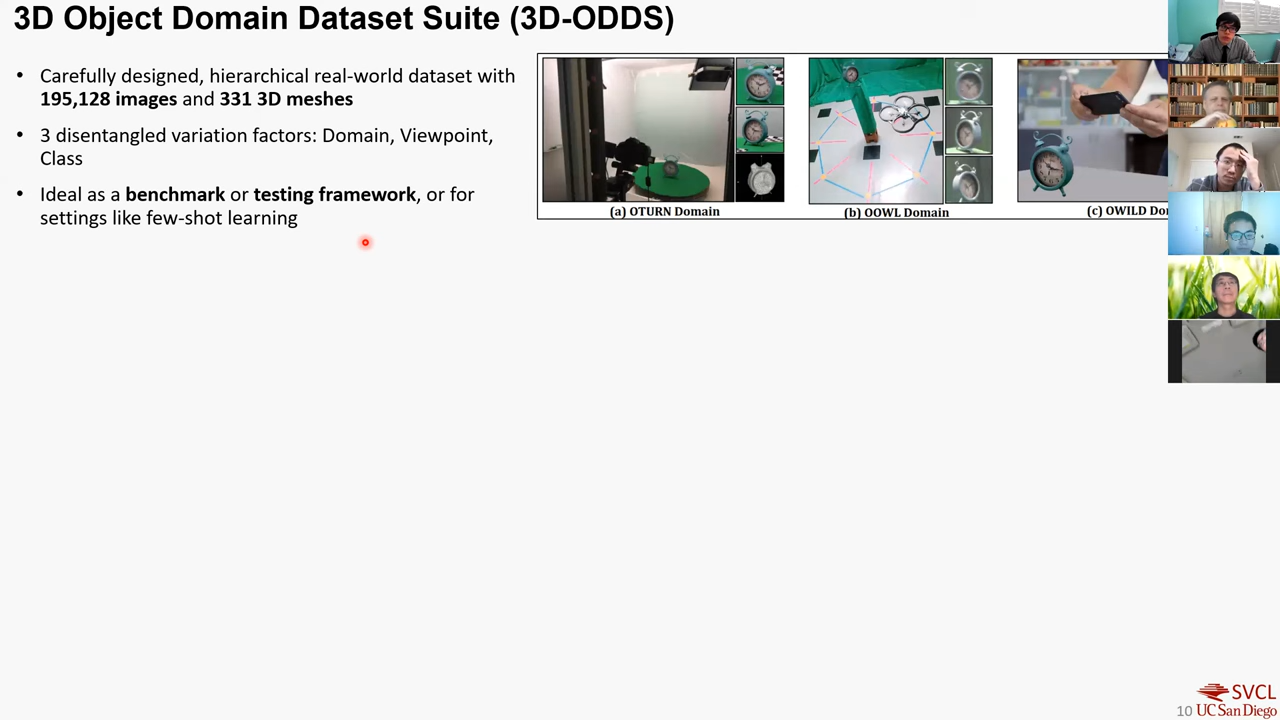 3D Object Domain Dataset Suite (3D-ODDS)
• Carefully designed, hierarchical real-world dataset with
195,128 images and 331 3D meshes
• 3 disentangled variation factors: Domain, Viewpoint,
Class
• Ideal as a benchmark or testing framework, or for
settings like few-shot learning
(a) OTURN Domain
(b) OOWL Domain
(c) OWILD Do
10
SVCL
UC San Diego